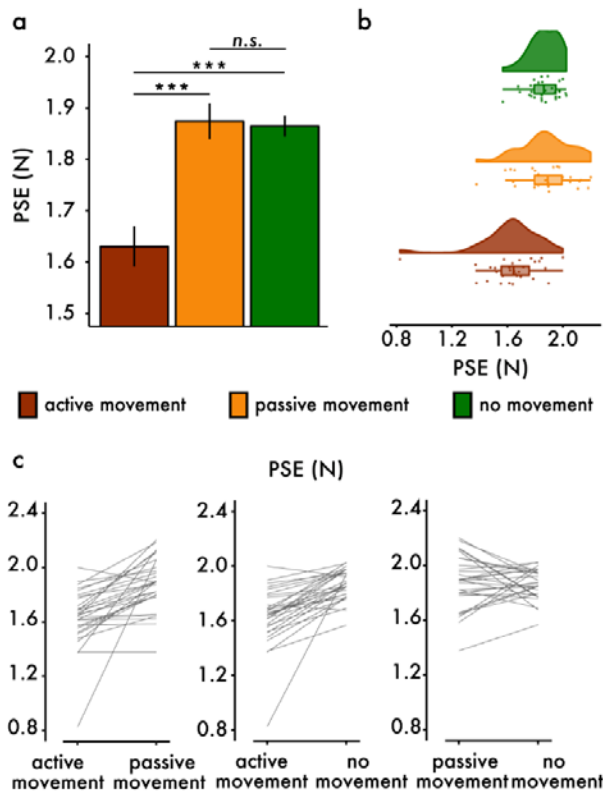 a
b
n.s.
***
***
PSE (N)
2.0
1.9
1.8
1.7
1.6
1.5
0.8 1.2 1.6 2.0
PSE (N)
active movement passive movement no movement
c
PSE (N)
2.4 2.4 2.4
2.0 2.0 2.0
1.6 1.6 1.6
1.2 1.2 1.2
0.8 0.8 0.8
active passive active no passive no
movement movement movement movement movement movement